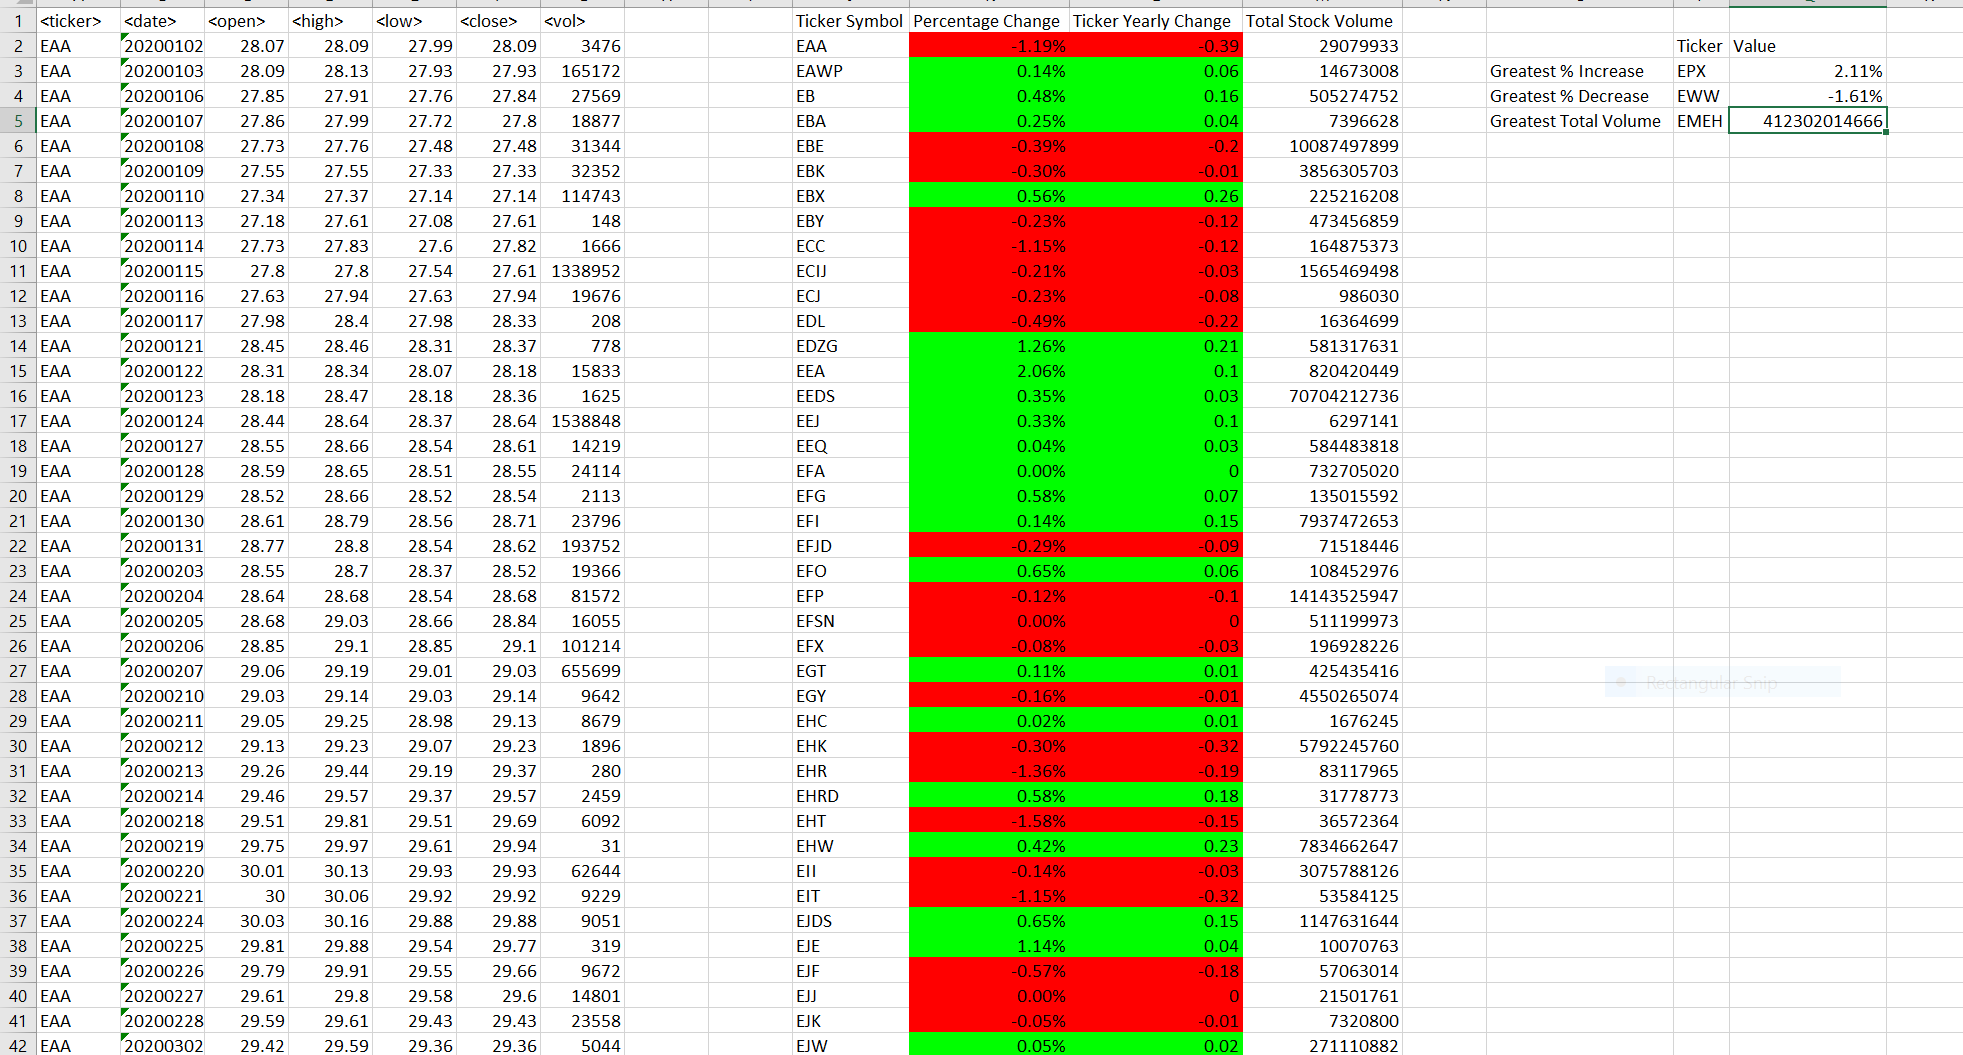 1 <ticker> <date> <open> <high> <low> <close> <vol> Ticker Symbol Percentage Change Ticker Yearly Change Total Stock Volume
2 EAA 20200102 28.07 28.09 27.99 28.09 3476 EAA -1.19% -0.39 29079933 Ticker Value
3 EAA 20200103 28.09 28.13 27.93 27.93 165172 EAWP 0.14% 0.06 14673008 Greatest % Increase EPX 2.11%
4 EAA 20200106 27.85 27.91 27.76 27.84 27569 EB 0.48% 0.16 505274752 Greatest % Decrease EWW -1.61%
5 EAA 20200107 27.86 27.99 27.72 27.8 18877 EBA 0.25% 0.04 7396628 Greatest Total Volume EMEH 412302014666
6 EAA 20200108 27.73 27.76 27.48 27.48 31344 EBE -0.39% -0.2 10087497899
7 EAA 20200109 27.55 27.55 27.33 27.33 32352 EBK -0.30% -0.01 3856305703
8 EAA 20200110 27.34 27.37 27.14 27.14 114743 EBX 0.56% 0.26 225216208
9 EAA 20200113 27.18 27.61 27.08 27.61 148 EBY -0.23% -0.12 473456859
10 EAA 20200114 27.73 27.83 27.6 27.82 1666 ECC -1.15% -0.12 164875373
11 EAA 20200115 27.8 27.8 27.54 27.61 1338952 ECIJ -0.21% -0.03 1565469498
12 EAA 20200116 27.63 27.94 27.63 27.94 19676 ECJ -0.23% -0.08 986030
13 EAA 20200117 27.98 28.4 27.98 28.33 208 EDL -0.49% -0.22 16364699
14 EAA 20200121 28.45 28.46 28.31 28.37 778 EDZG 1.26% 0.21 581317631
15 EAA 20200122 28.31 28.34 28.07 28.18 15833 EEA 2.06% 0.1 820420449
16 EAA 20200123 28.18 28.47 28.18 28.36 1625 EEDS 0.35% 0.03 70704212736
17 EAA 20200124 28.44 28.64 28.37 28.64 1538848 EEJ 0.33% 0.1 6297141
18 EAA 20200127 28.55 28.66 28.54 28.61 14219 EEQ 0.04% 0.03 584483818
19 EAA 20200128 28.59 28.65 28.51 28.55 24114 EFA 0.00% 0 732705020
20 EAA 20200129 28.52 28.66 28.52 28.54 2113 EFG 0.58% 0.07 135015592
21 EAA 20200130 28.61 28.79 28.56 28.71 23796 EFI 0.14% 0.15 7937472653
22 EAA 20200131 28.77 28.8 28.54 28.62 193752 EFJD -0.29% -0.09 71518446
23 EAA 20200203 28.55 28.7 28.37 28.52 19366 EFO 0.65% 0.06 108452976
24 EAA 20200204 28.64 28.68 28.54 28.68 81572 EFP -0.12% -0.1 14143525947
25 EAA 20200205 28.68 29.03 28.66 28.84 16055 EFSN 0.00% 0 511199973
26 EAA 20200206 28.85 29.1 28.85 29.1 101214 EFX -0.08% -0.03 196928226
27 EAA 20200207 29.06 29.19 29.01 29.03 655699 EGT 0.11% 0.01 425435416
Rectangular Snip
28 EAA 20200210 29.03 29.14 29.03 29.14 9642 EGY -0.16% -0.01 4550265074
29 EAA 20200211 29.05 29.25 28.98 29.13 8679 EHC 0.02% 0.01 1676245
30 EAA 20200212 29.13 29.23 29.07 29.23 1896 EHK -0.30% -0.32 5792245760
31 EAA 20200213 29.26 29.44 29.19 29.37 280 EHR -1.36% -0.19 83117965
32 EAA 20200214 29.46 29.57 29.37 29.57 2459 EHRD 0.58% 0.18 31778773
33 EAA 20200218 29.51 29.81 29.51 29.69 6092 EHT -1.58% -0.15 36572364
34 EAA 20200219 29.75 29.97 29.61 29.94 31 EHW 0.42% 0.23 7834662647
35 EAA 20200220 30.01 30.13 29.93 29.93 62644 EII -0.14% -0.03 3075788126
36 EAA 20200221 30 30.06 29.92 29.92 9229 EIT -1.15% -0.32 53584125
37 EAA 20200224 30.03 30.16 29.88 29.88 9051 EJDS 0.65% 0.15 1147631644
38 EAA 20200225 29.81 29.88 29.54 29.77 319 EJE 1.14% 0.04 10070763
39 EAA 20200226 29.79 29.91 29.55 29.66 9672 EJF -0.57% -0.18 57063014
40 EAA 20200227 29.61 29.8 29.58 29.6 14801 EJJ 0.00% 0 21501761
41 EAA 20200228 29.59 29.61 29.43 29.43 23558 EJK -0.05% -0.01 7320800
42 EAA 20200302 29.42 29.59 29.36 29.36 5044 EJW 0.05% 0.02 271110882